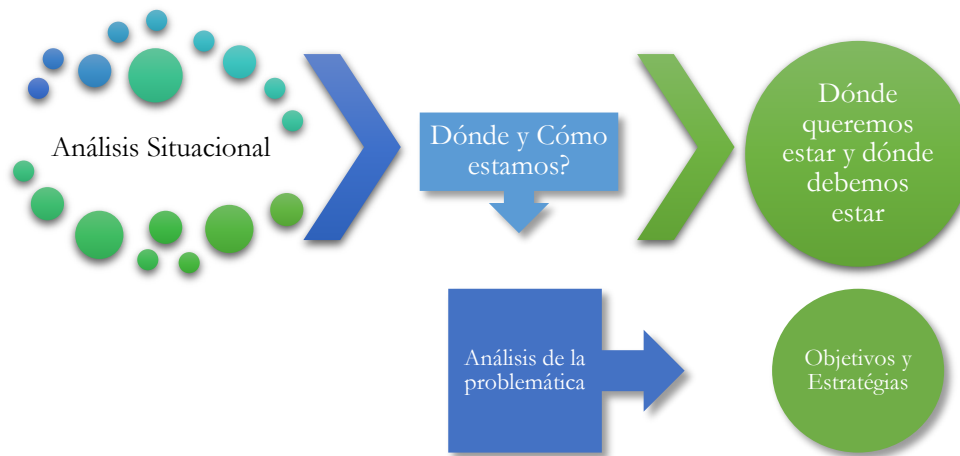 Análisis Situacional
Dónde y Cómo
estamos?
Dónde
queremos
estar y dónde
debemos
estar
Análisis de la
problemática
Objetivos y
Estratégias